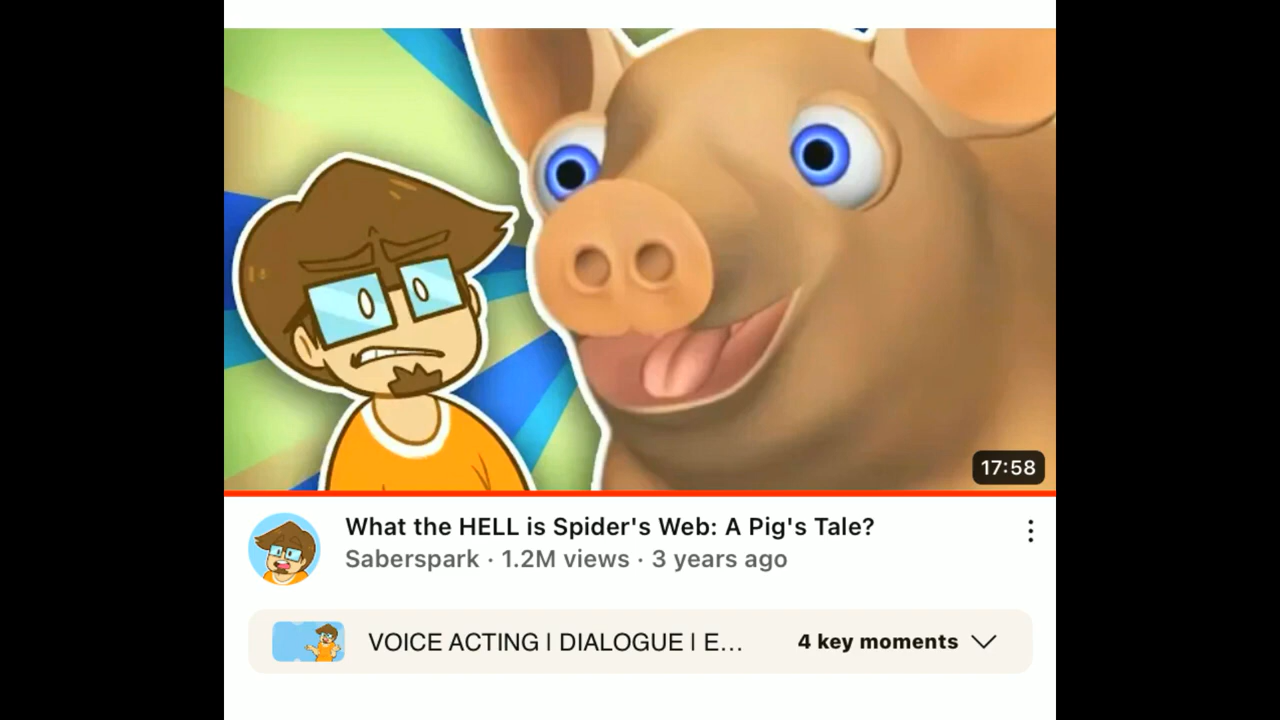 17:58
What the HELL is Spider's Web: A Pig's Tale?
Saberspark · 1.2M views · 3 years ago
VOICE ACTING | DIALOGUE | E... 4 key moments